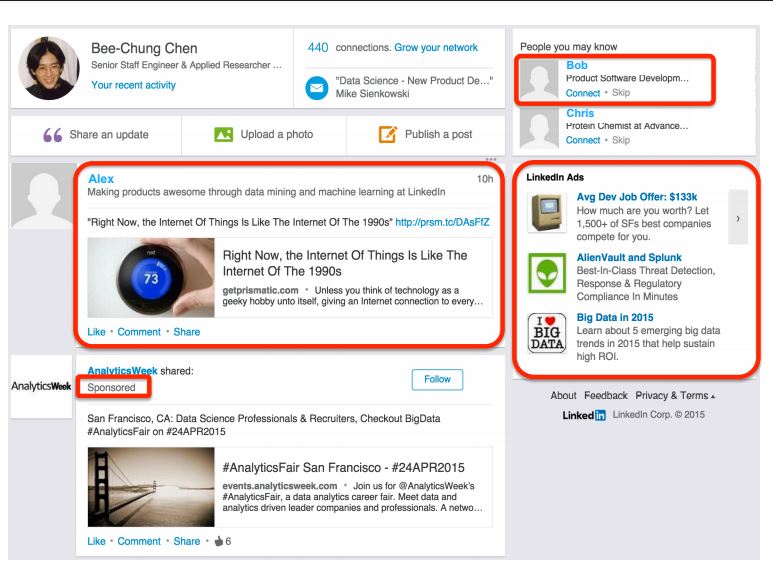 Bee-Chung Chen
Senior Staff Engineer & Applied Researcher ...
Your recent activity
440 connections. Grow your network
"Data Science - New Product De..."
Mike Sienkowski
Share an update
Upload a photo
Publish a post
Alex
10h
Making products awesome through data mining and machine learning at LinkedIn
"Right Now, the Internet Of Things Is Like The Internet Of The 1990s" http://prsm.tc/DAsFfZ
nest
73
Right Now, the Internet Of Things Is Like The
Internet Of The 1990s
getprismatic.com • Unless you think of technology as a
geeky hobby unto itself, giving an Internet connection to every...
Like • Comment • Share
AnalyticsWeek
AnalyticsWeek shared:
Sponsored
Follow
San Francisco, CA: Data Science Professionals & Recruiters, Checkout BigData
#AnalyticsFair on #24APR2015
#AnalyticsFair San Francisco - #24APR2015
events.analyticsweek.com • Join us for @AnalyticsWeek's
#AnalyticsFair, a data analytics career fair. Meet data and
analytics driven leader companies and professionals. A netwo...
Like • Comment • Share • 6
People you may know
Bob
Product Software Developm...
Connect • Skip
Chris
Protein Chemist at Advance...
Connect • Skip
LinkedIn Ads
Avg Dev Job Offer: $133k
How much are you worth? Let
1,500+ of SFs best companies
compete for you.
AlienVault and Splunk
Best-In-Class Threat Detection,
Response & Regulatory
Compliance In Minutes
I ♥
BIG
DATA
Big Data in 2015
Learn about 5 emerging big data
trends in 2015 that help sustain
high ROI.
About Feedback Privacy & Terms
LinkedIn LinkedIn Corp. © 2015